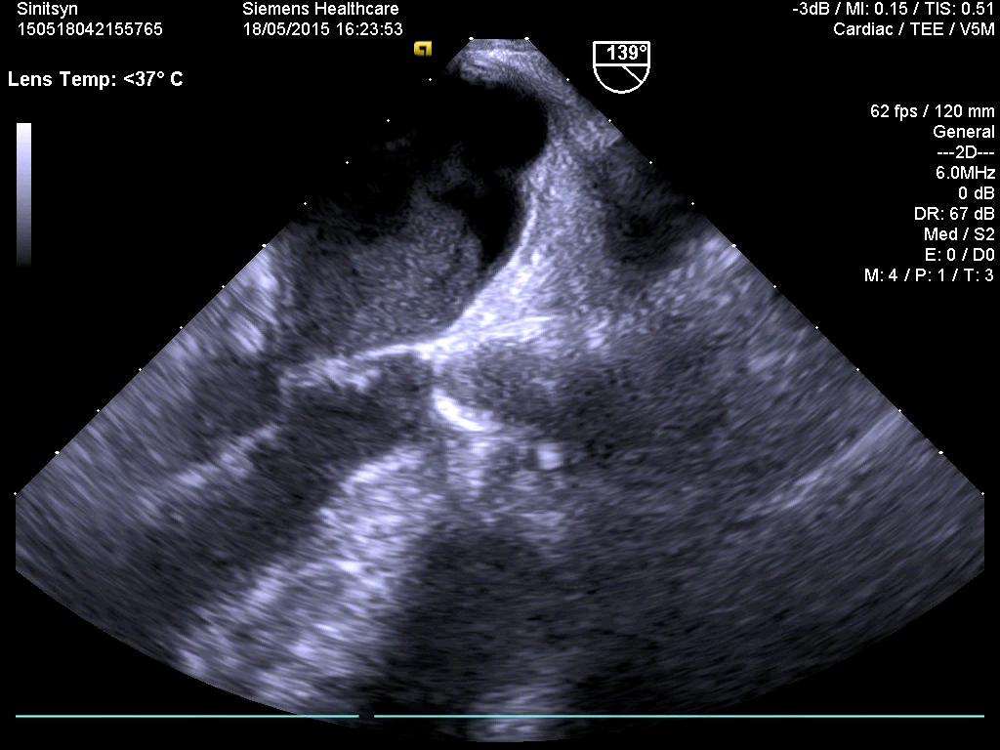 Sinitsyn
150518042155765
Siemens Healthcare
18/05/2015 16:23:53
-3dB / MI: 0.15 / TIS: 0.51
Cardiac / TEE / V5M
139°
Lens Temp: <37° C
62 fps / 120 mm
General
---2D---
6.0MHz
0 dB
DR: 67 dB
Med / S2
E: 0 / D0
M: 4 / P: 1 / T: 3